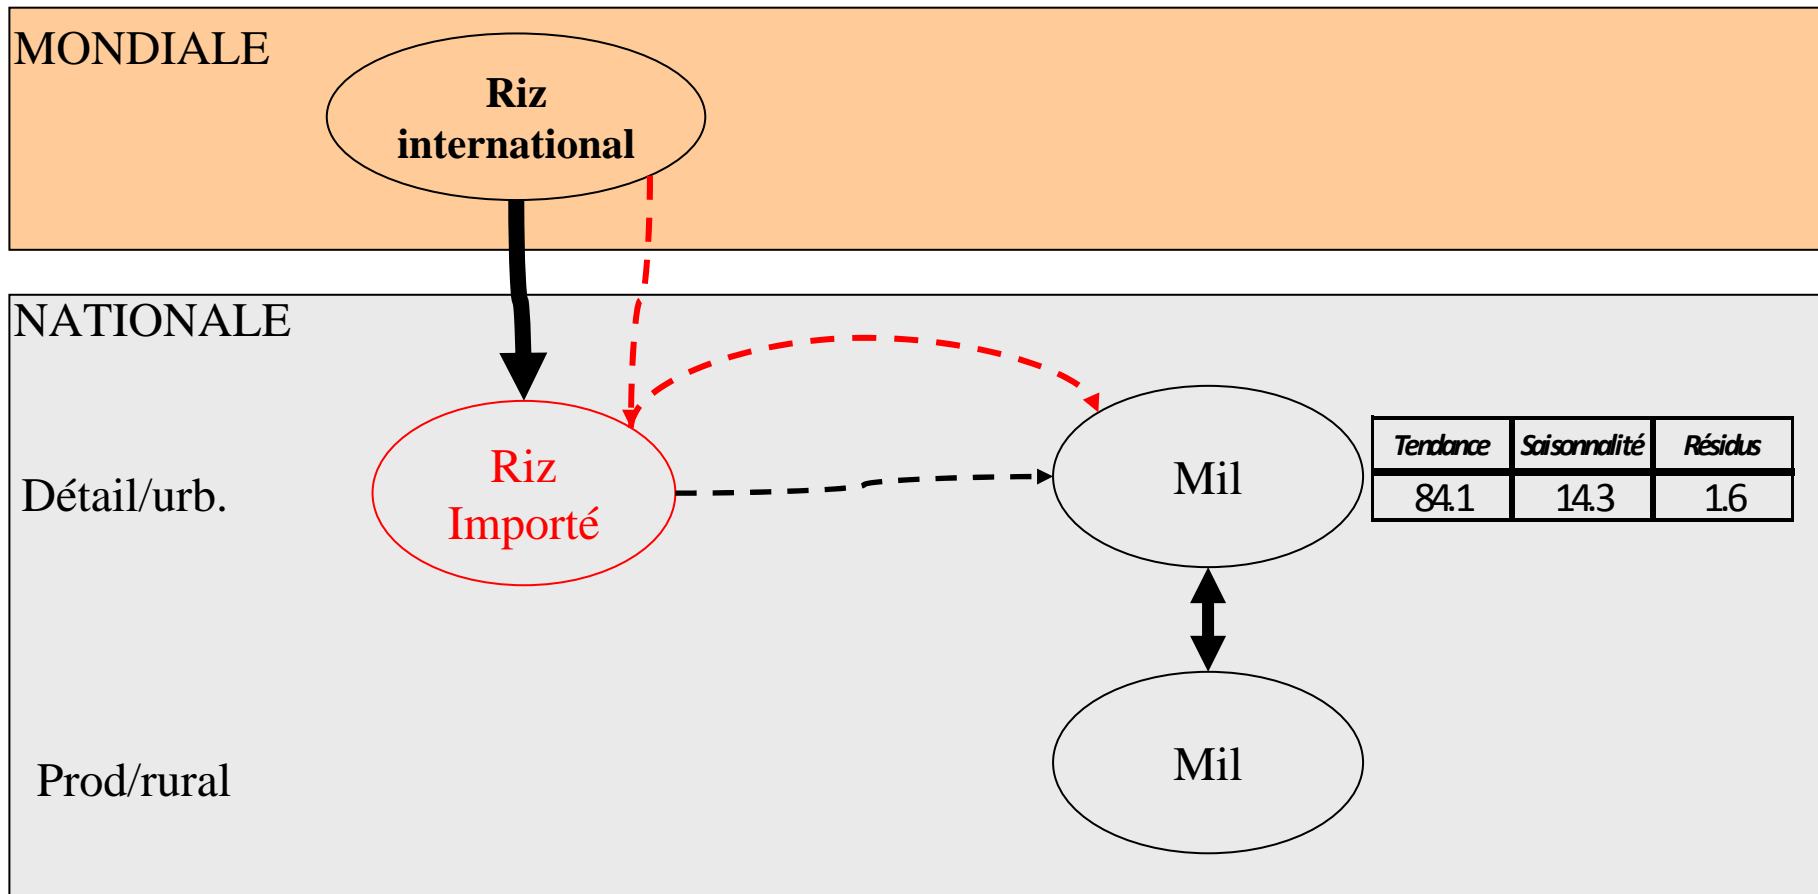 MONDIALE
Riz
international
NATIONALE
Détail/urb.
Riz
Importé
Mil
Tendance Saisonnalité Résidus
84.1 14.3 1.6
Prod/rural
Mil